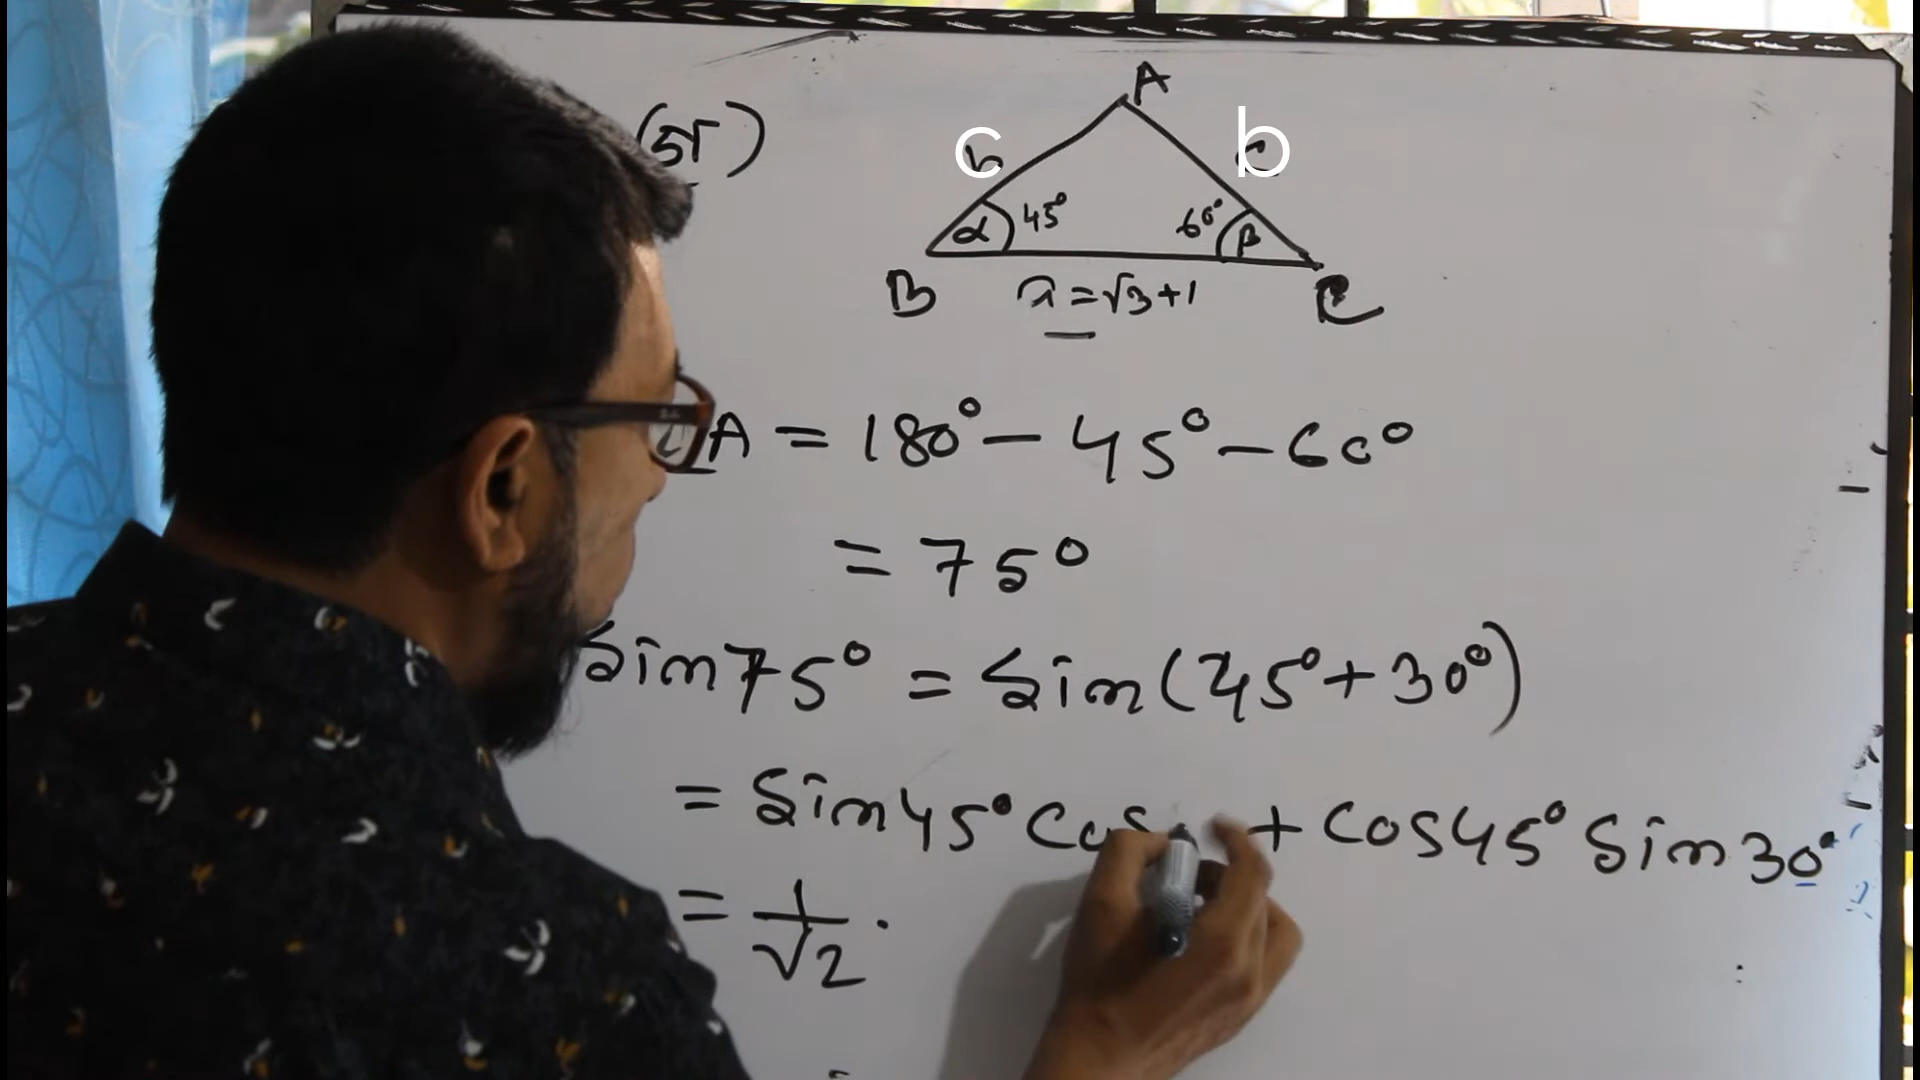 (গ)
A
c b
45° 60°
α β
B a = √3+1 C
∠A = 180° - 45° - 60°
= 75°
Sin75° = Sin(45°+30°)
= Sin45° Cos + Cos45° Sin30°
= 1/√2 ·